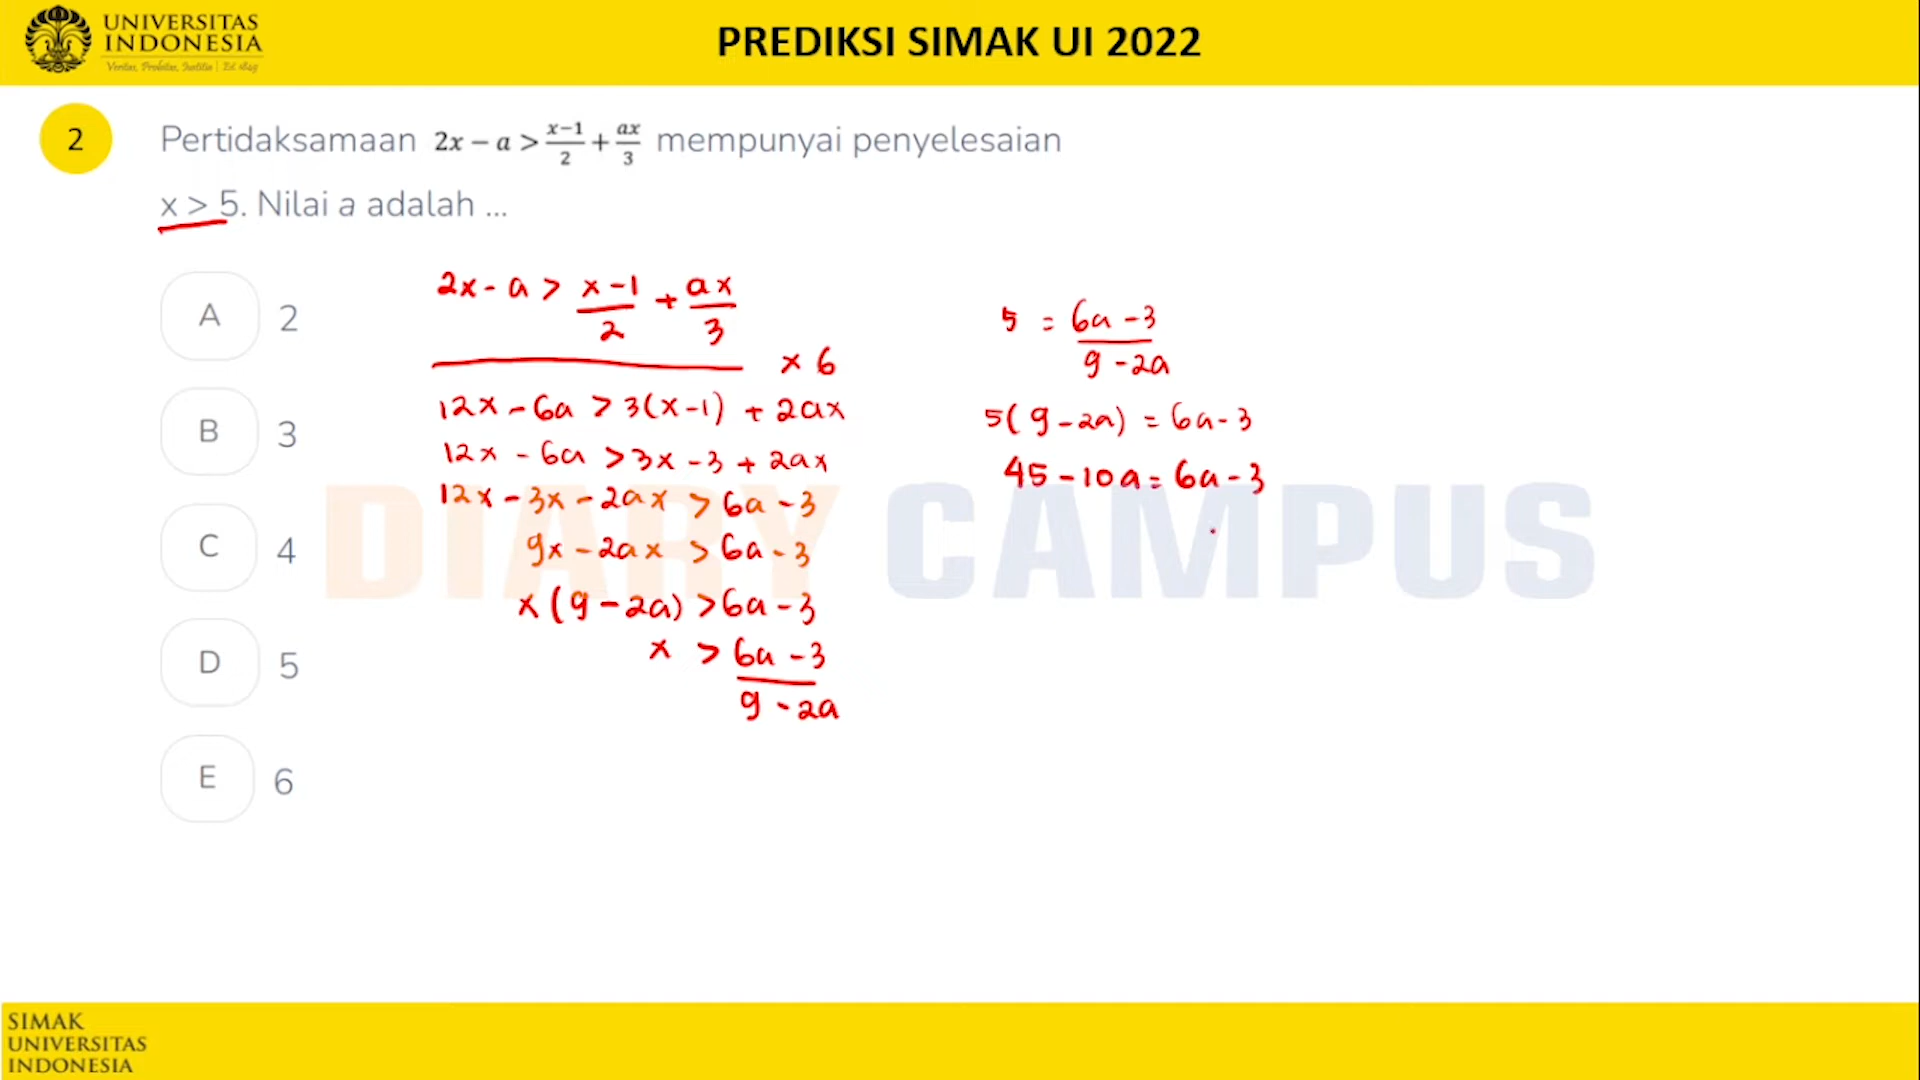 UNIVERSITAS
INDONESIA
Veritas, Probitas, Justitia | Est 1849
PREDIKSI SIMAK UI 2022
2
Pertidaksamaan 2x − a > (x−1)/2 + (ax)/3 mempunyai penyelesaian
x > 5. Nilai a adalah ...
A 2
B 3
C 4
D 5
E 6
2x - a > (x-1)/2 + (ax)/3
× 6
12x - 6a > 3(x-1) + 2ax
12x - 6a > 3x - 3 + 2ax
12x - 3x - 2ax > 6a - 3
9x - 2ax > 6a - 3
x (9 - 2a) > 6a - 3
x > (6a - 3)/(9 - 2a)
5 = (6a - 3)/(9 - 2a)
5(9 - 2a) = 6a - 3
45 - 10a = 6a - 3
DIARY CAMPUS
SIMAK
UNIVERSITAS
INDONESIA